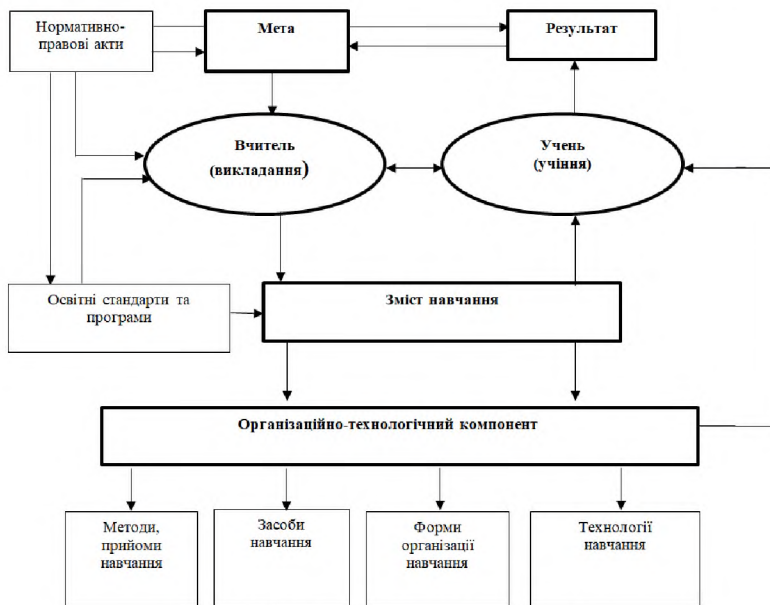 Нормативно-
правові акти
Мета
Результат
Вчитель
(викладання)
Учень
(учіння)
Освітні стандарти та
програми
Зміст навчання
Організаційно-технологічний компонент
Методи,
прийоми
навчання
Засоби
навчання
Форми
організації
навчання
Технології
навчання